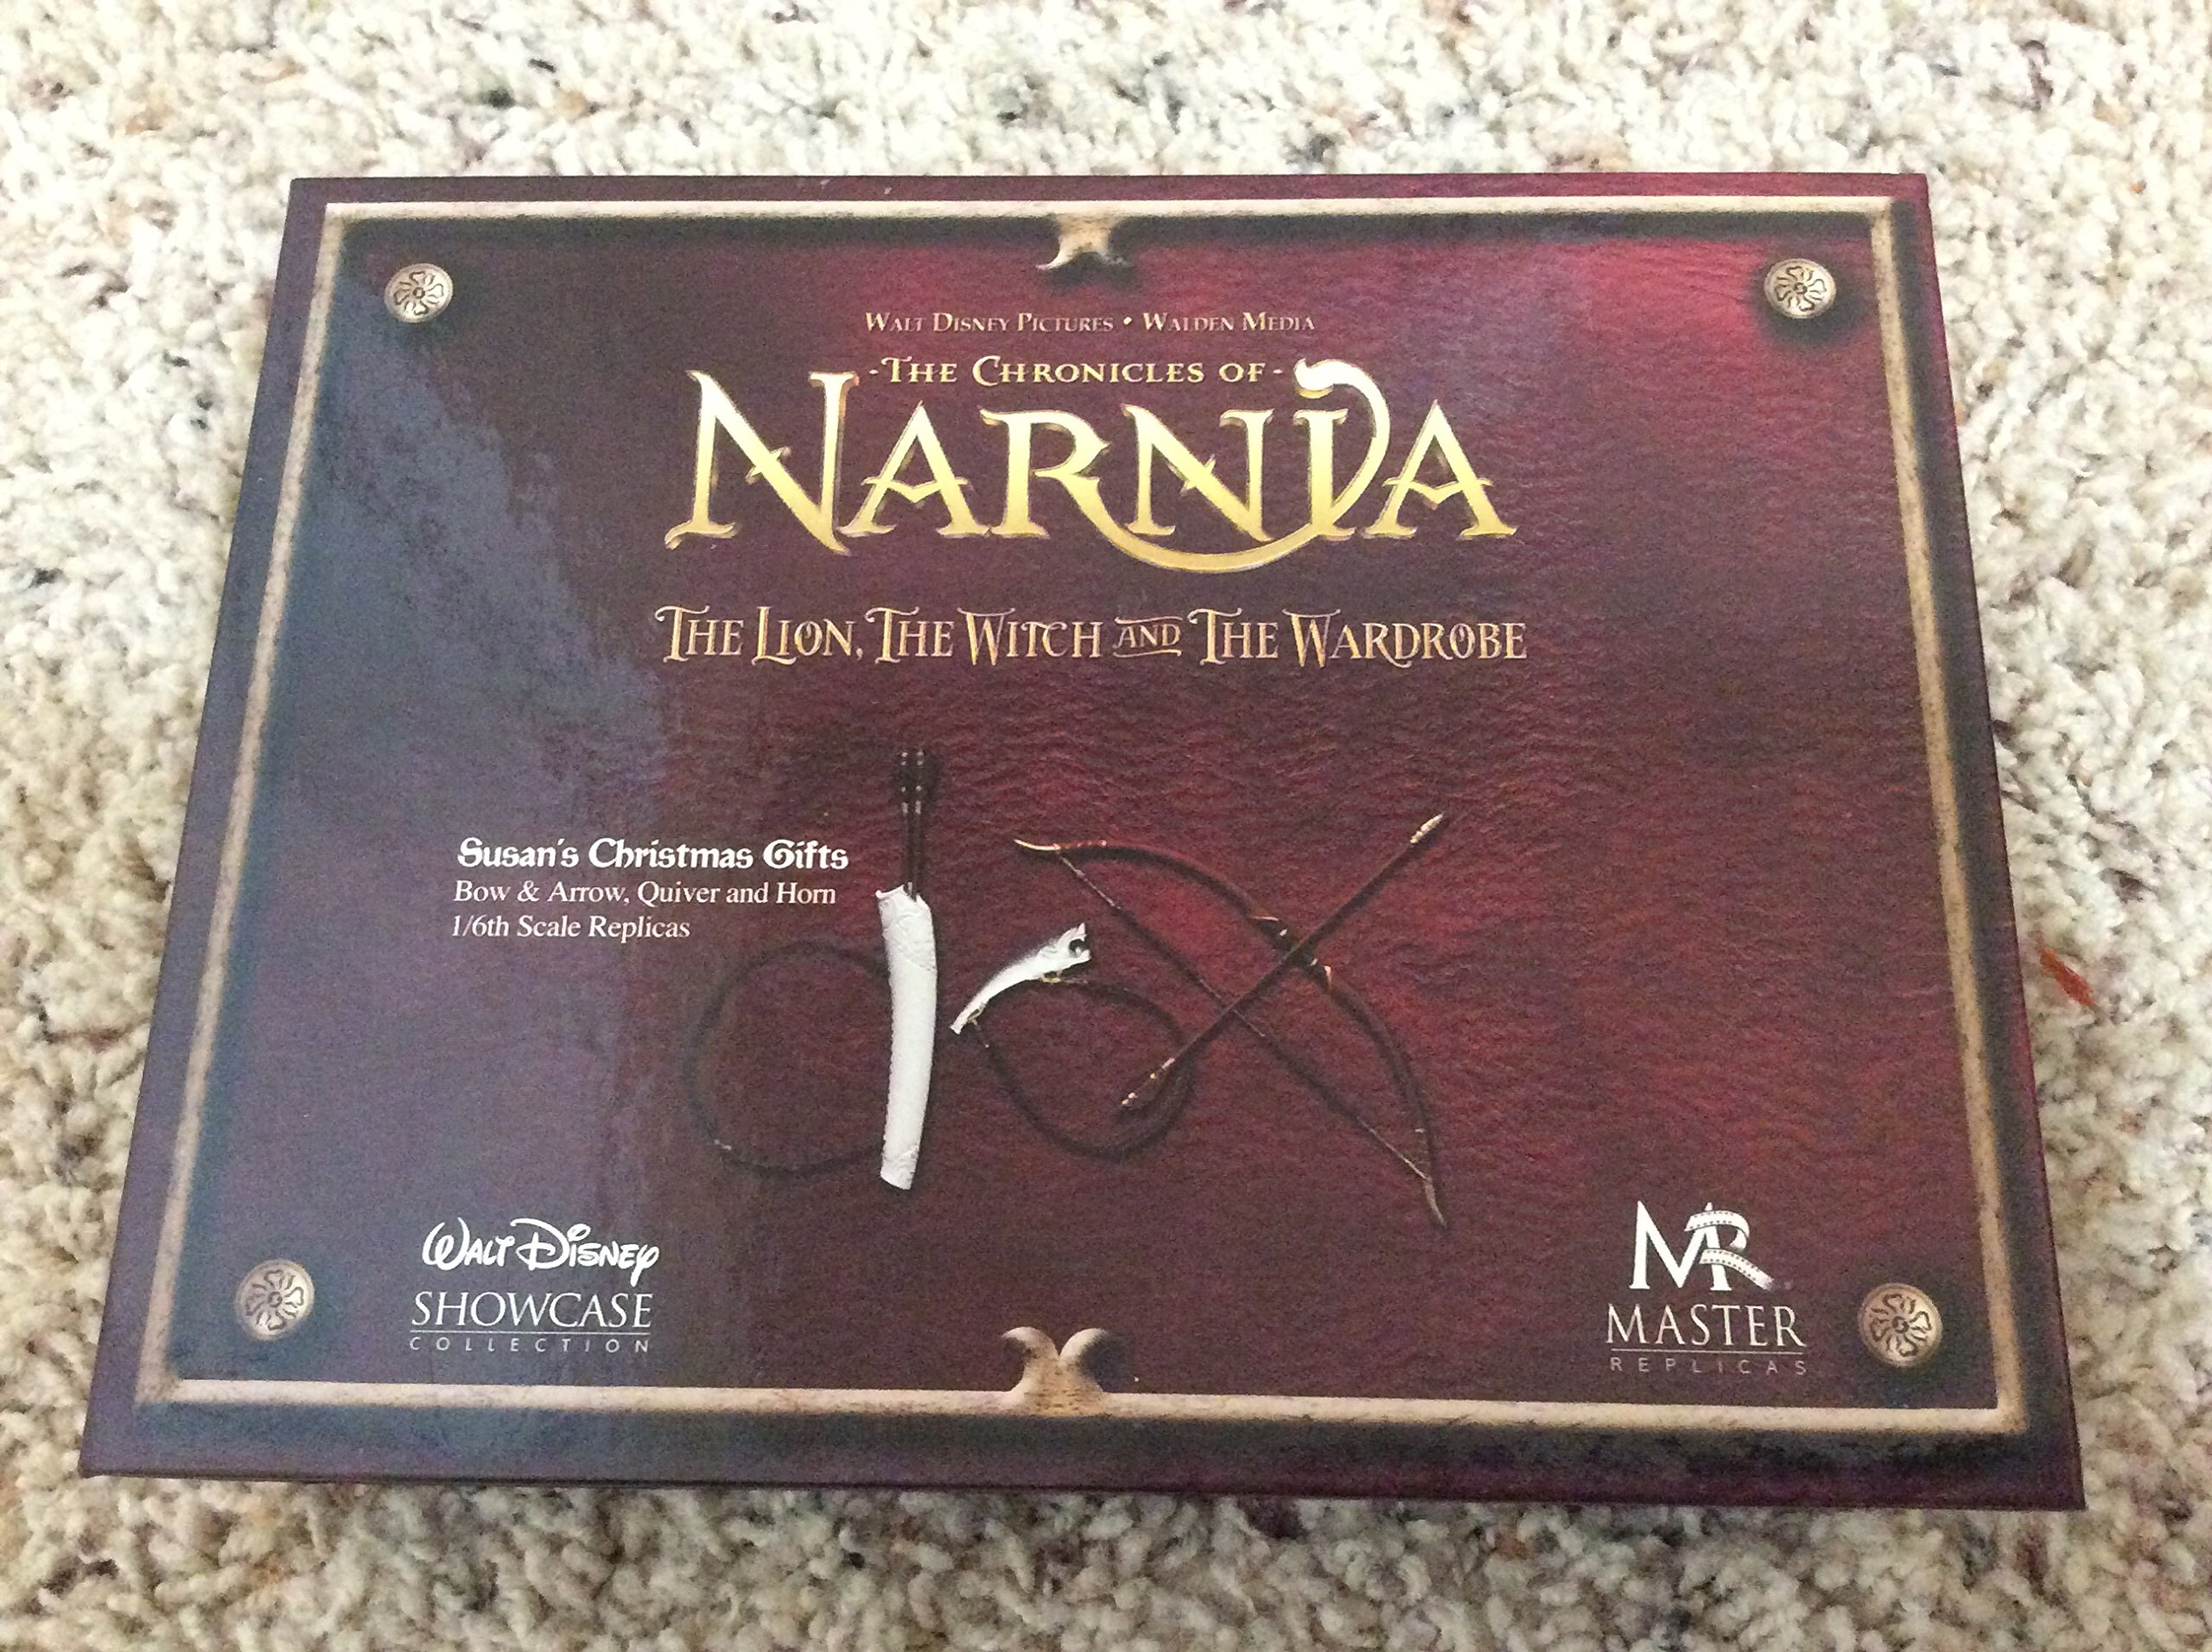 WALT DISNEY PICTURES • WALDEN MEDIA
-THE CHRONICLES OF-
NARNIA
THE LION, THE WITCH AND THE WARDROBE
Susan's Christmas Gifts
Bow & Arrow, Quiver and Horn
1/6th Scale Replicas
WALT DISNEY
SHOWCASE
COLLECTION
MR
MASTER
REPLICAS